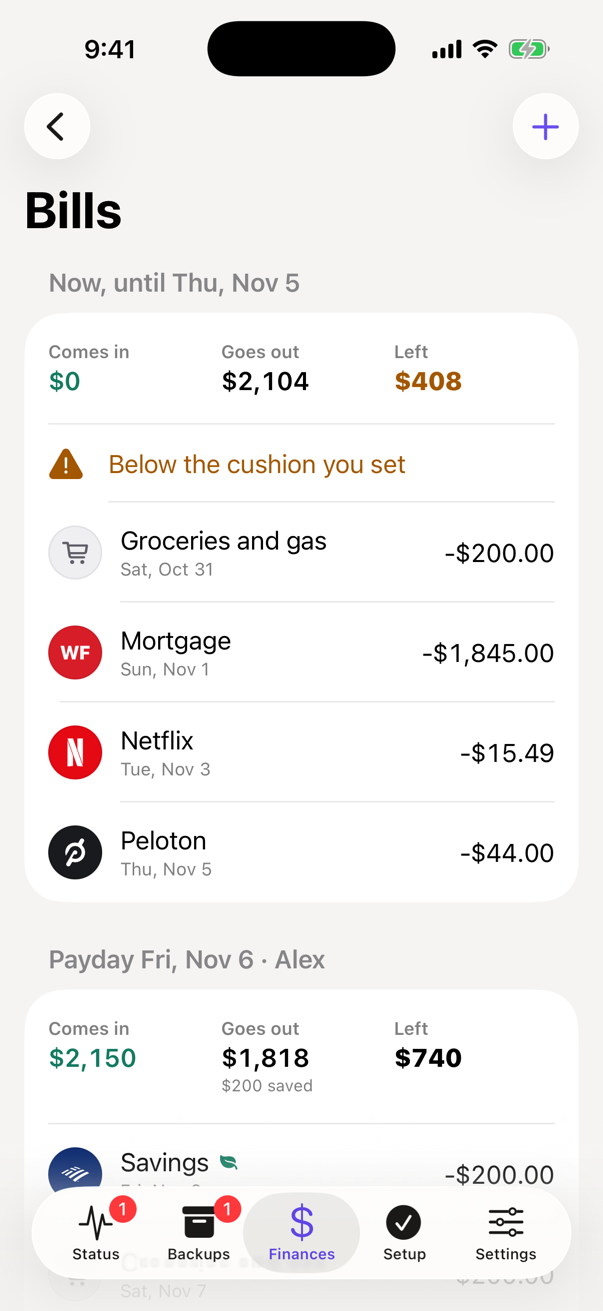 9:41
Bills
Now, until Thu, Nov 5
Comes in Goes out Left
$0 $2,104 $408
Below the cushion you set
Groceries and gas -$200.00
Sat, Oct 31
WF Mortgage -$1,845.00
Sun, Nov 1
N Netflix -$15.49
Tue, Nov 3
Peloton -$44.00
Thu, Nov 5
Payday Fri, Nov 6 · Alex
Comes in Goes out Left
$2,150 $1,818 $740
$200 saved
Savings -$200.00
1 1
Status Backups Finances Setup Settings
Sat, Nov 7